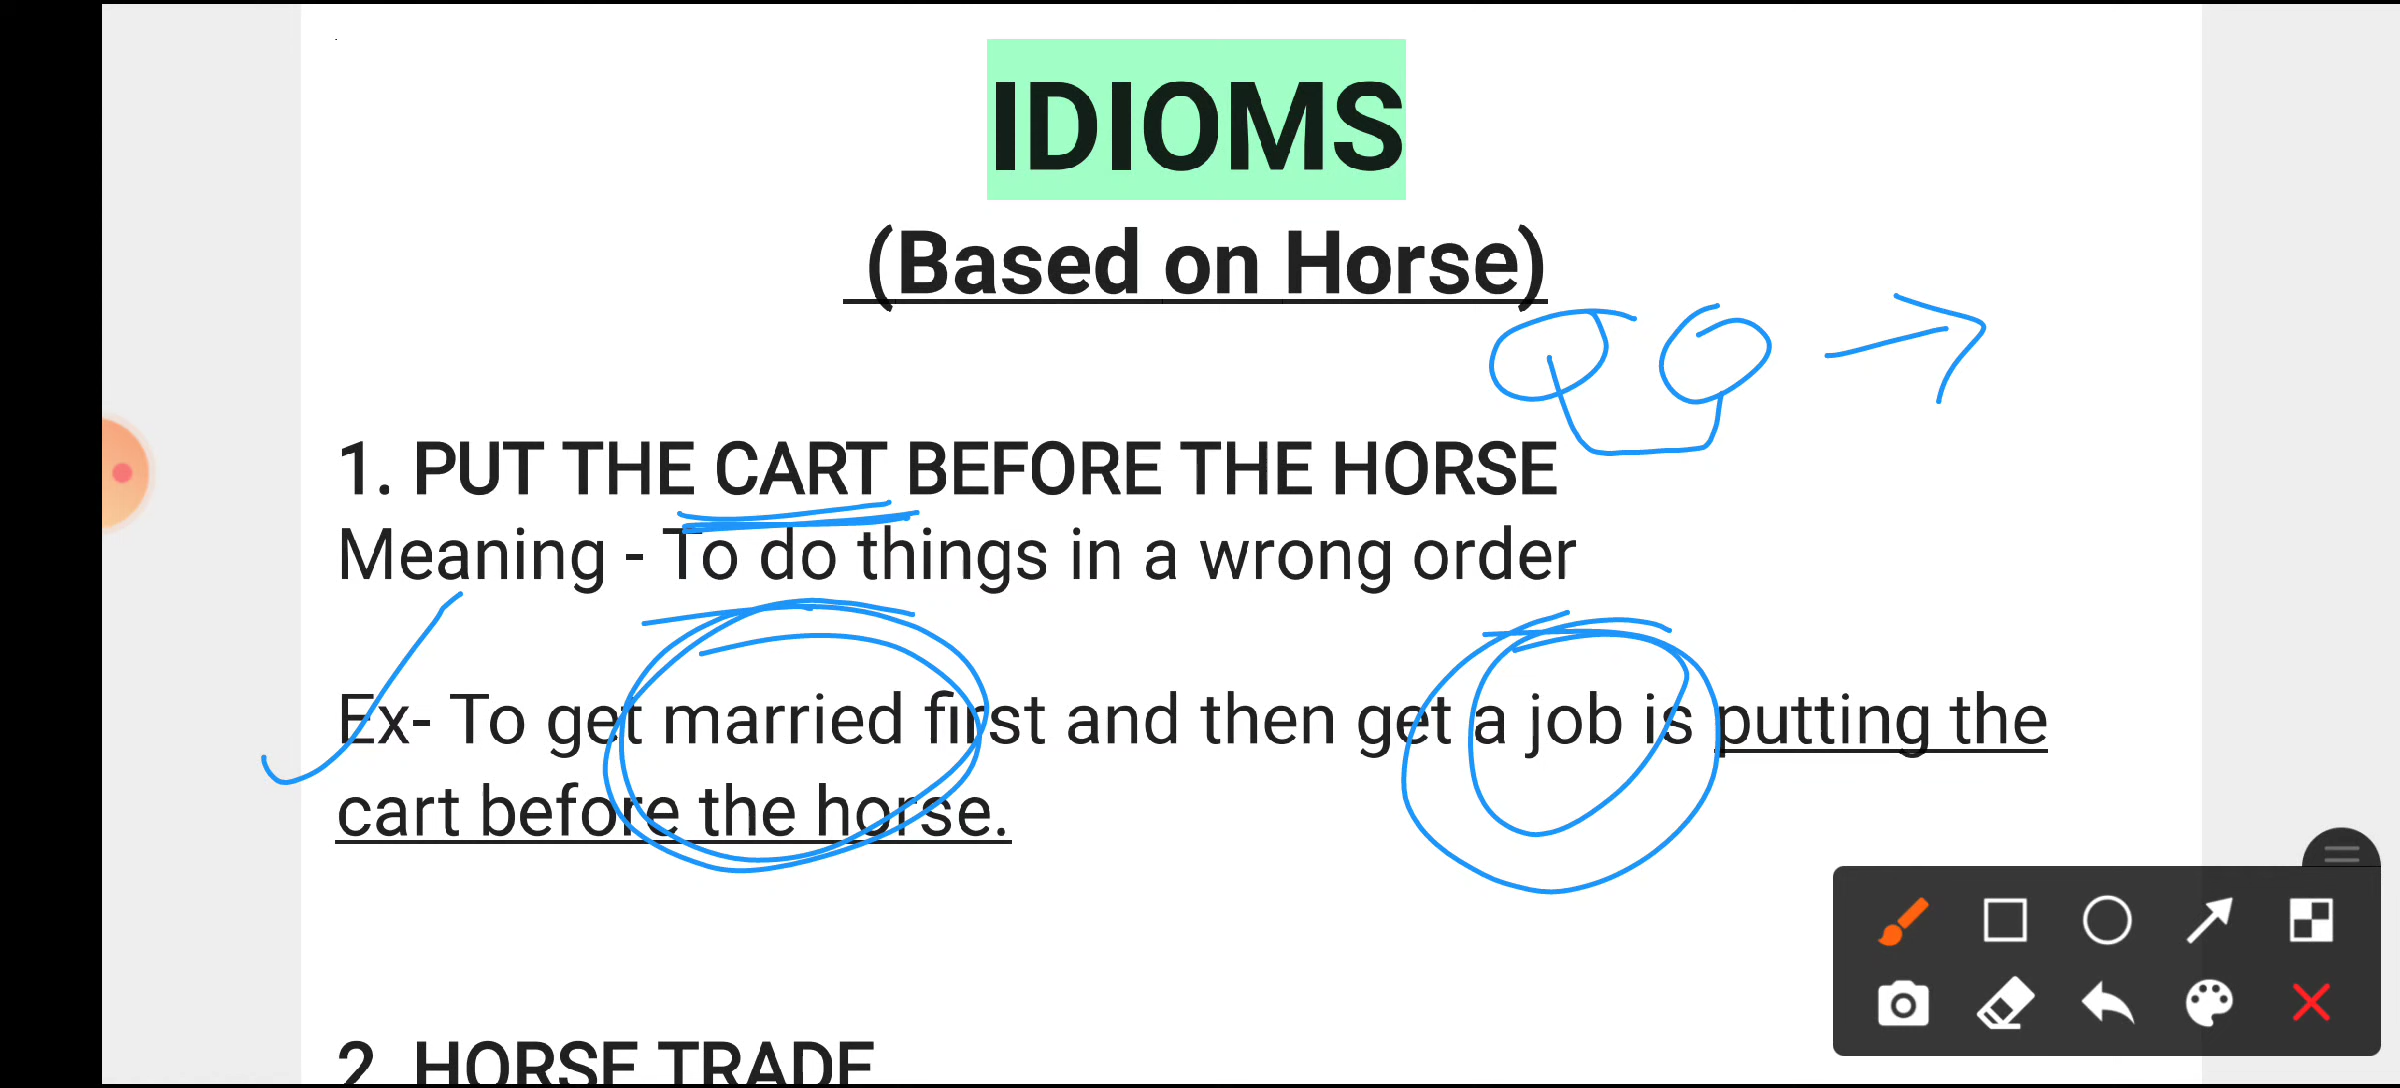 IDIOMS
(Based on Horse)
1. PUT THE CART BEFORE THE HORSE
Meaning - To do things in a wrong order
Ex- To get married first and then get a job is putting the
cart before the horse.
2. HORSE TRADE